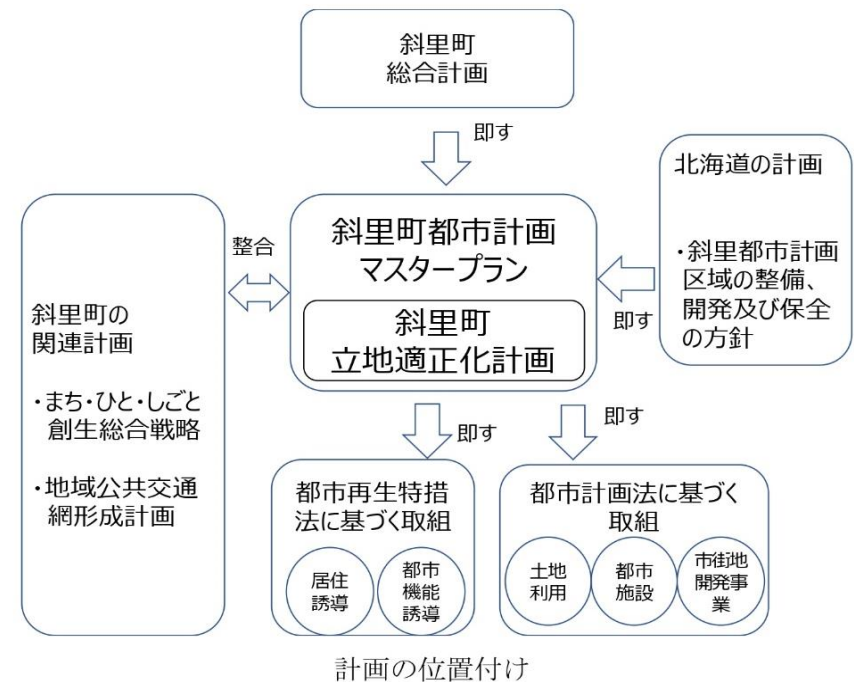 斜里町
総合計画
即す
北海道の計画
・斜里都市計画
区域の整備、
開発及び保全
の方針
即す
斜里町都市計画
マスタープラン
斜里町
立地適正化計画
整合
斜里町の
関連計画
・まち・ひと・しごと
創生総合戦略
・地域公共交通
網形成計画
即す
即す
都市再生特措
法に基づく取組
居住
誘導
都市
機能
誘導
都市計画法に基づく
取組
土地
利用
都市
施設
市街地
開発事
業
計画の位置付け